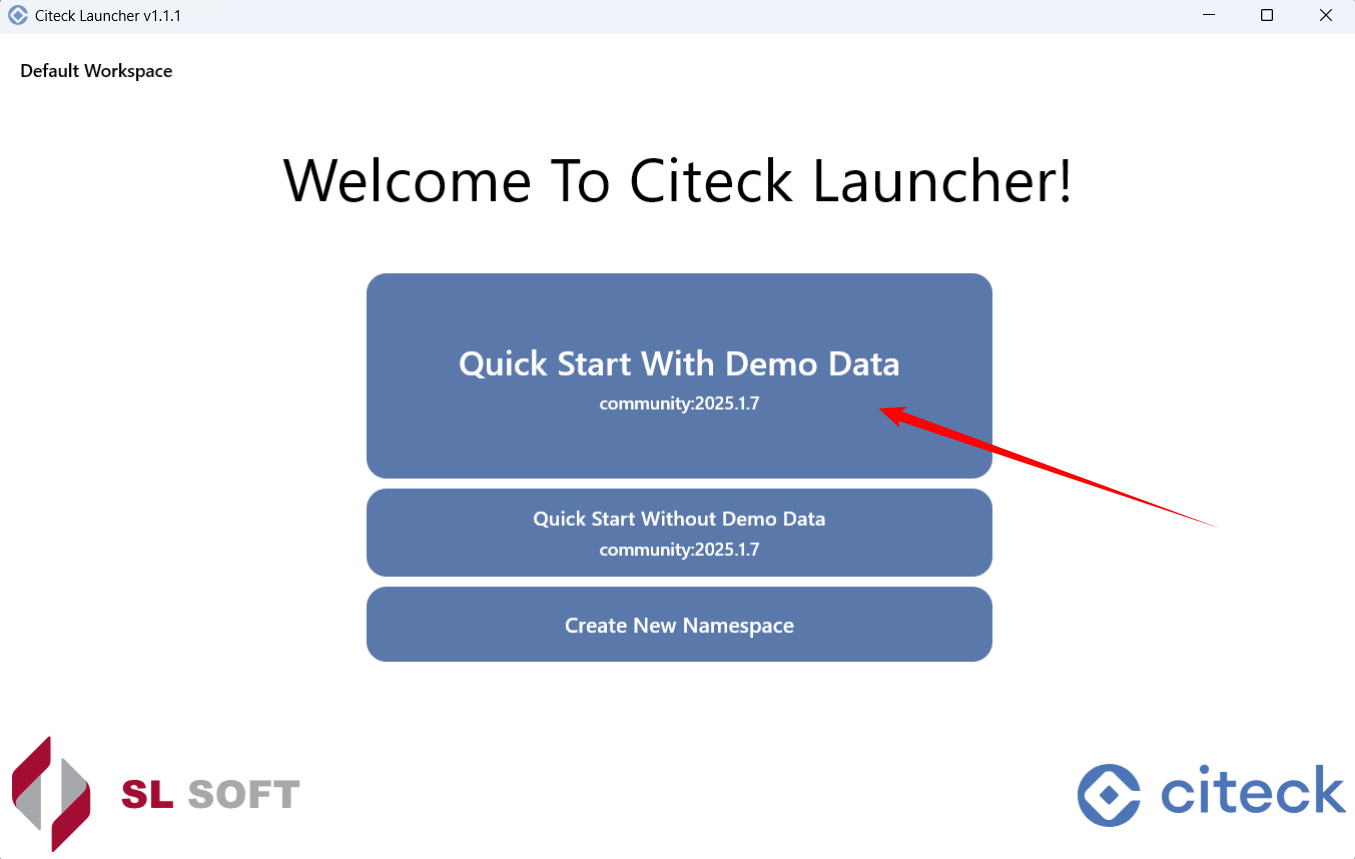 Citeck Launcher v1.1.1
Default Workspace
Welcome To Citeck Launcher!
Quick Start With Demo Data
community:2025.1.7
Quick Start Without Demo Data
community:2025.1.7
Create New Namespace
SL SOFT
citeck